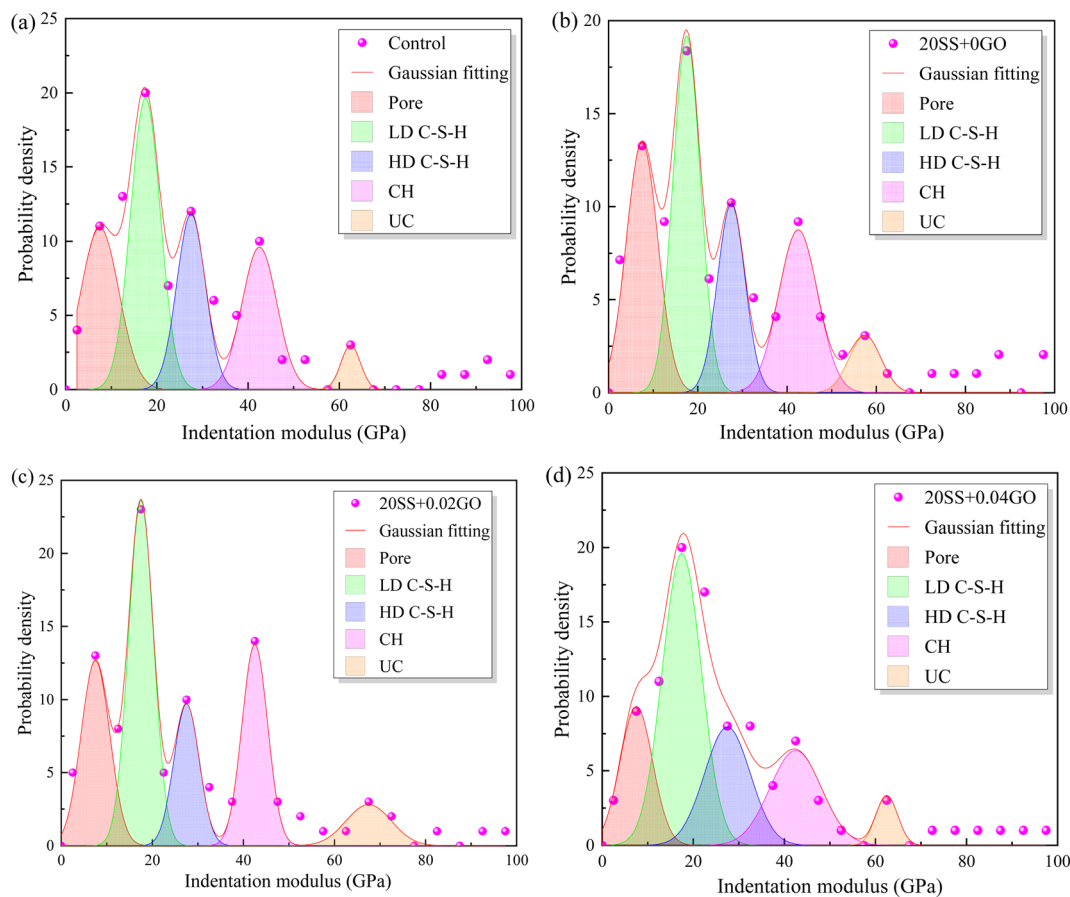 (a)
Control
Gaussian fitting
Pore
LD C-S-H
HD C-S-H
CH
UC
Probability density
25
20
15
10
5
0
0 20 40 60 80 100
Indentation modulus (GPa)
(b)
20SS+0GO
Gaussian fitting
Pore
LD C-S-H
HD C-S-H
CH
UC
Probability density
20
15
10
5
0
0 20 40 60 80 100
Indentation modulus (GPa)
(c)
20SS+0.02GO
Gaussian fitting
Pore
LD C-S-H
HD C-S-H
CH
UC
Probability density
25
20
15
10
5
0
0 20 40 60 80 100
Indentation modulus (GPa)
(d)
20SS+0.04GO
Gaussian fitting
Pore
LD C-S-H
HD C-S-H
CH
UC
Probability density
25
20
15
10
5
0
0 20 40 60 80 100
Indentation modulus (GPa)